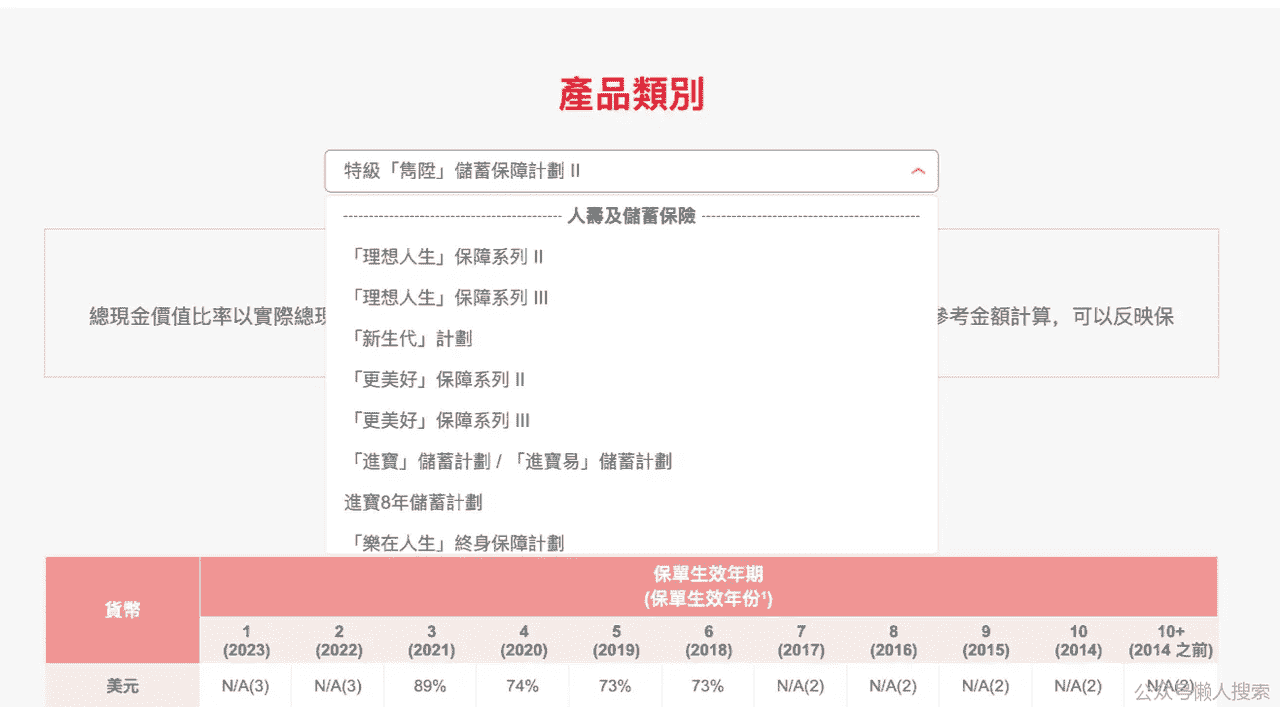 產品類別
特級「雋陞」儲蓄保障計劃 II
人壽及儲蓄保險
「理想人生」保障系列 II
「理想人生」保障系列 III
「新生代」計劃
「更美好」保障系列 II
「更美好」保障系列 III
「進寶」儲蓄計劃 / 「進寶易」儲蓄計劃
進寶8年儲蓄計劃
「樂在人生」終身保障計劃
總現金價值比率以實際總現 參考金額計算，可以反映保
貨幣
保單生效年期
(保單生效年份¹)
1 2 3 4 5 6 7 8 9 10 10+
(2023) (2022) (2021) (2020) (2019) (2018) (2017) (2016) (2015) (2014) (2014 之前)
美元 N/A(3) N/A(3) 89% 74% 73% 73% N/A(2) N/A(2) N/A(2) N/A(2) N/A(2)
公众号懒人搜索